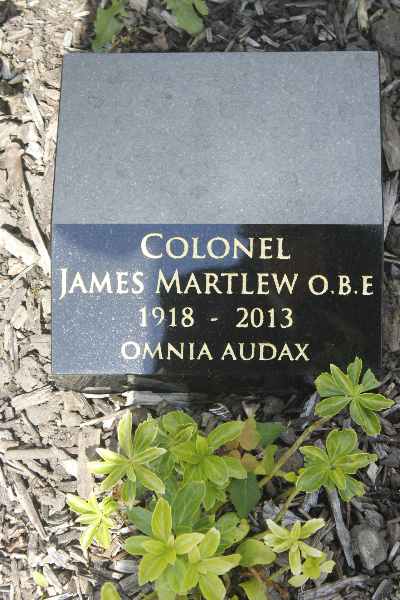 COLONEL
JAMES MARTLEW O.B.E
1918 - 2013
OMNIA AUDAX